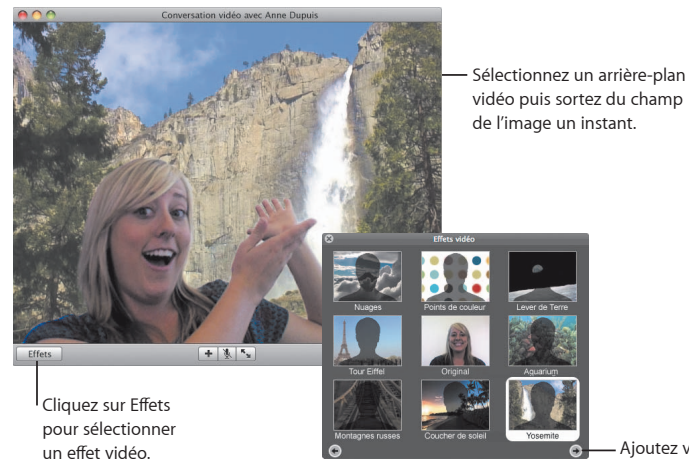 Conversation vidéo avec Anne Dupuis
Sélectionnez un arrière-plan
vidéo puis sortez du champ
de l'image un instant.
Effets vidéo
Nuages
Points de couleur
Lever de Terre
Tour Eiffel
Original
Aquarium
Montagnes russes
Coucher de soleil
Yosemite
Effets
Cliquez sur Effets
pour sélectionner
un effet vidéo.
Ajoutez v